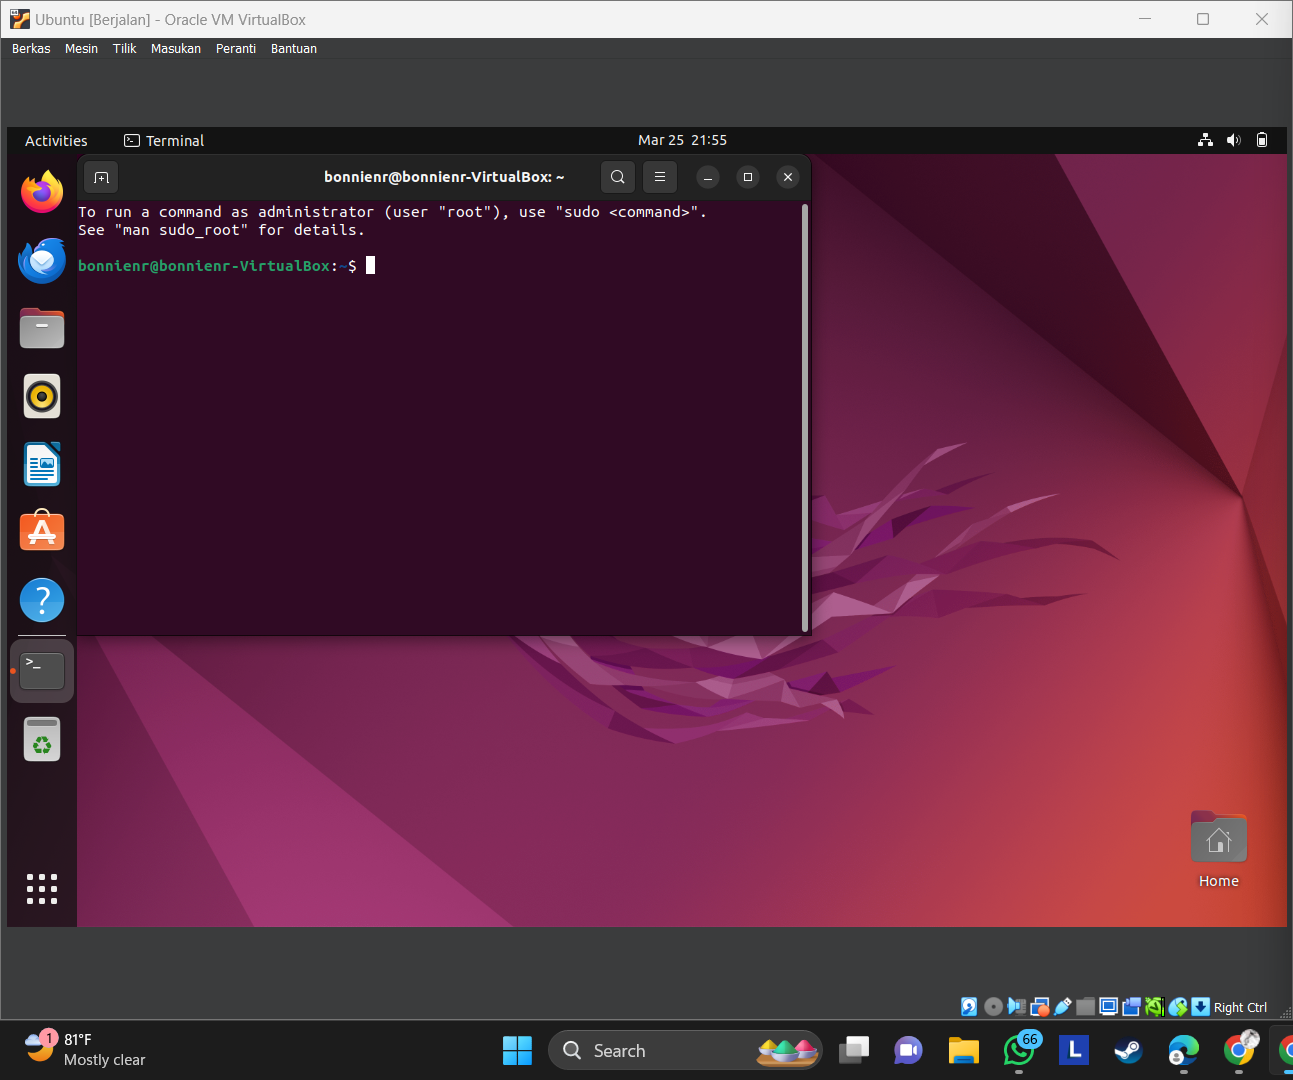 Ubuntu [Berjalan] - Oracle VM VirtualBox
Berkas Mesin Tilik Masukan Peranti Bantuan
Activities Terminal Mar 25 21:55
bonnienr@bonnienr-VirtualBox: ~
To run a command as administrator (user "root"), use "sudo <command>".
See "man sudo_root" for details.
bonnienr@bonnienr-VirtualBox:~$
Home
Right Ctrl
1 81°F
Mostly clear
Search
66
L